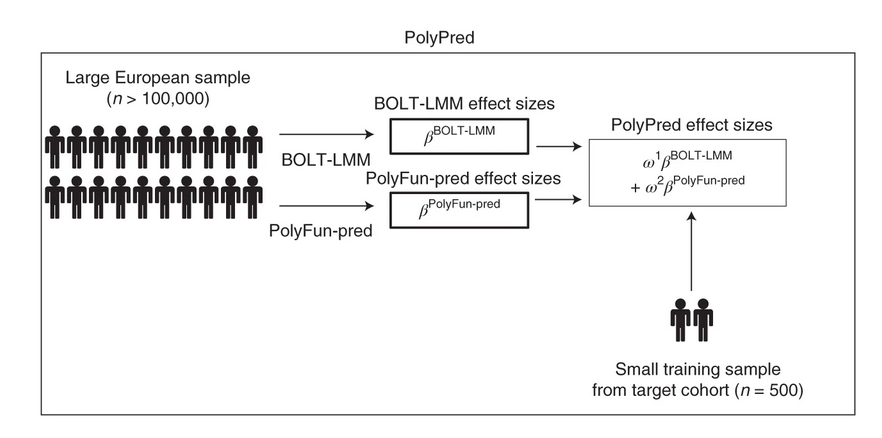 PolyPred
Large European sample
(n > 100,000)
BOLT-LMM effect sizes
β^BOLT-LMM
BOLT-LMM
PolyFun-pred effect sizes
β^PolyFun-pred
PolyFun-pred
PolyPred effect sizes
ω^1β^BOLT-LMM
+ ω^2β^PolyFun-pred
Small training sample
from target cohort (n = 500)